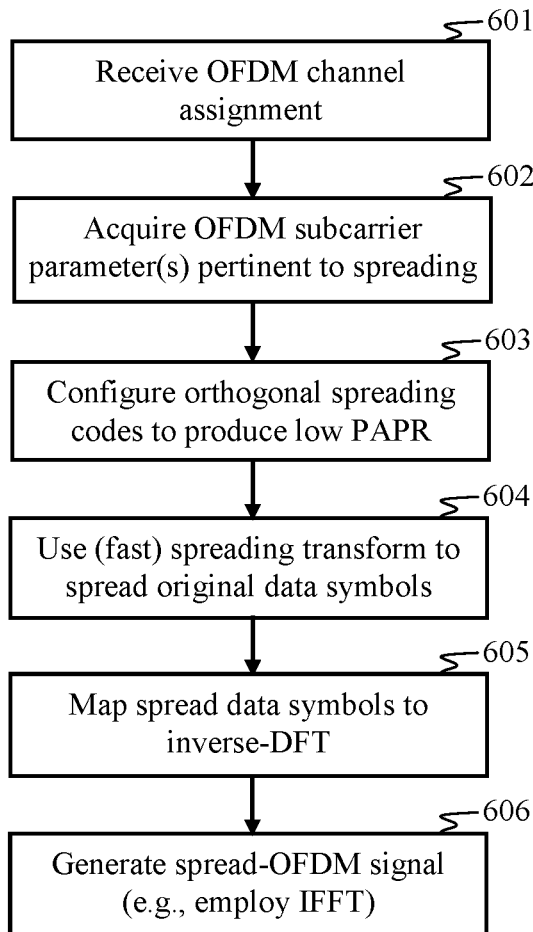 601
Receive OFDM channel
assignment
602
Acquire OFDM subcarrier
parameter(s) pertinent to spreading
603
Configure orthogonal spreading
codes to produce low PAPR
604
Use (fast) spreading transform to
spread original data symbols
605
Map spread data symbols to
inverse-DFT
606
Generate spread-OFDM signal
(e.g., employ IFFT)